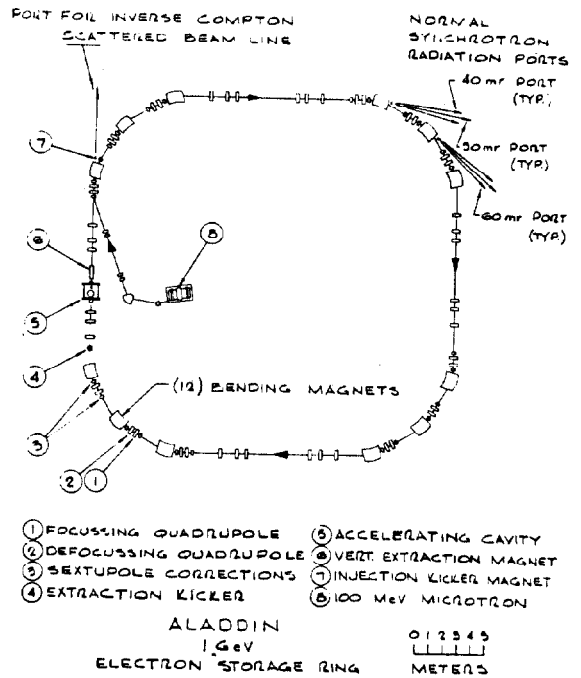 PORT FOR INVERSE COMPTON
SCATTERED BEAM LINE
NORMAL
SYNCHROTRON
RADIATION PORTS
40 mr PORT
(TYP.)
50 mr PORT
(TYP.)
60 mr PORT
(TYP.)
7
8
6
5
4
(12) BENDING MAGNETS
3
2 1
1 FOCUSSING QUADRUPOLE
2 DEFOCUSSING QUADRUPOLE
3 SEXTUPOLE CORRECTIONS
4 EXTRACTION KICKER
5 ACCELERATING CAVITY
6 VERT. EXTRACTION MAGNET
7 INJECTION KICKER MAGNET
8 100 MeV MICROTRON
ALADDIN
1 GeV
ELECTRON STORAGE RING
0 1 2 3 4 5
METERS